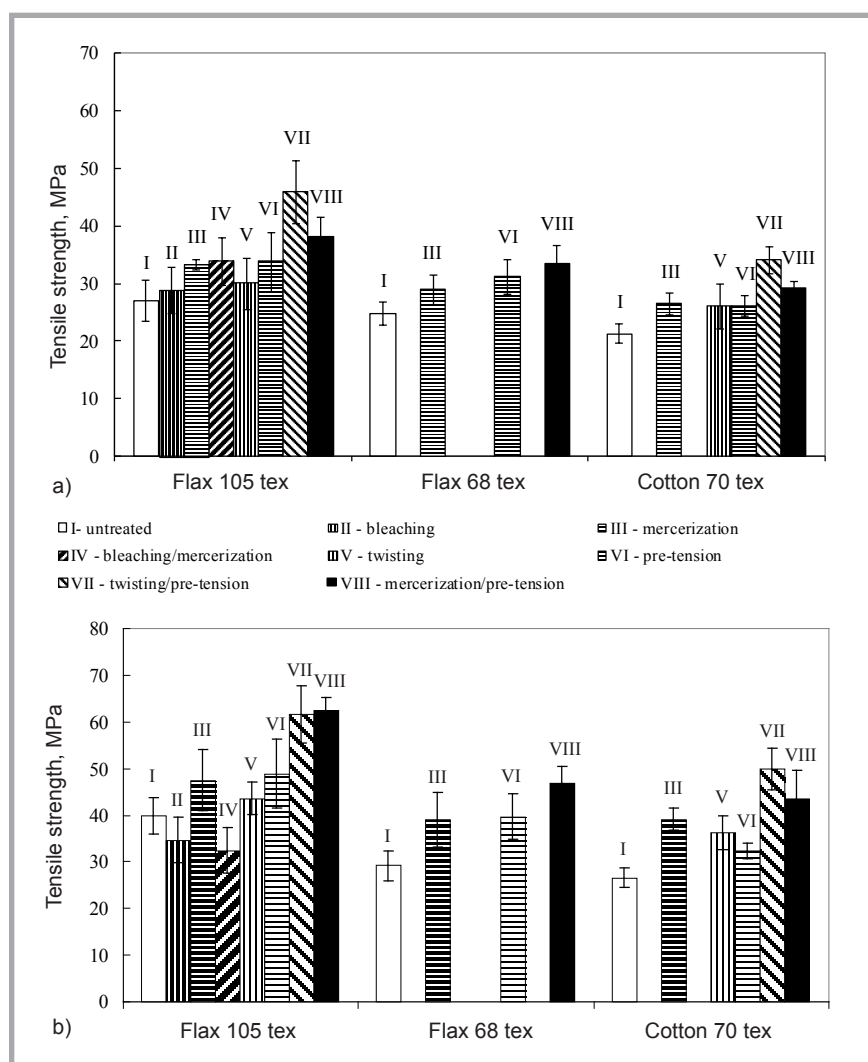 70
60
50
40
30
20
10
0
Tensile strength, MPa
I
II
III
IV
V
VI
VII
VIII
I
III
VI
VIII
I
III
V
VI
VII
VIII
a)
Flax 105 tex
Flax 68 tex
Cotton 70 tex
I- untreated
II - bleaching
III - mercerization
IV - bleaching/mercerization
V - twisting
VI - pre-tension
VII - twisting/pre-tension
VIII - mercerization/pre-tension
80
70
60
50
40
30
20
10
0
Tensile strength, MPa
I
II
III
IV
V
VI
VII
VIII
I
III
VI
VIII
I
III
V
VI
VII
VIII
b)
Flax 105 tex
Flax 68 tex
Cotton 70 tex